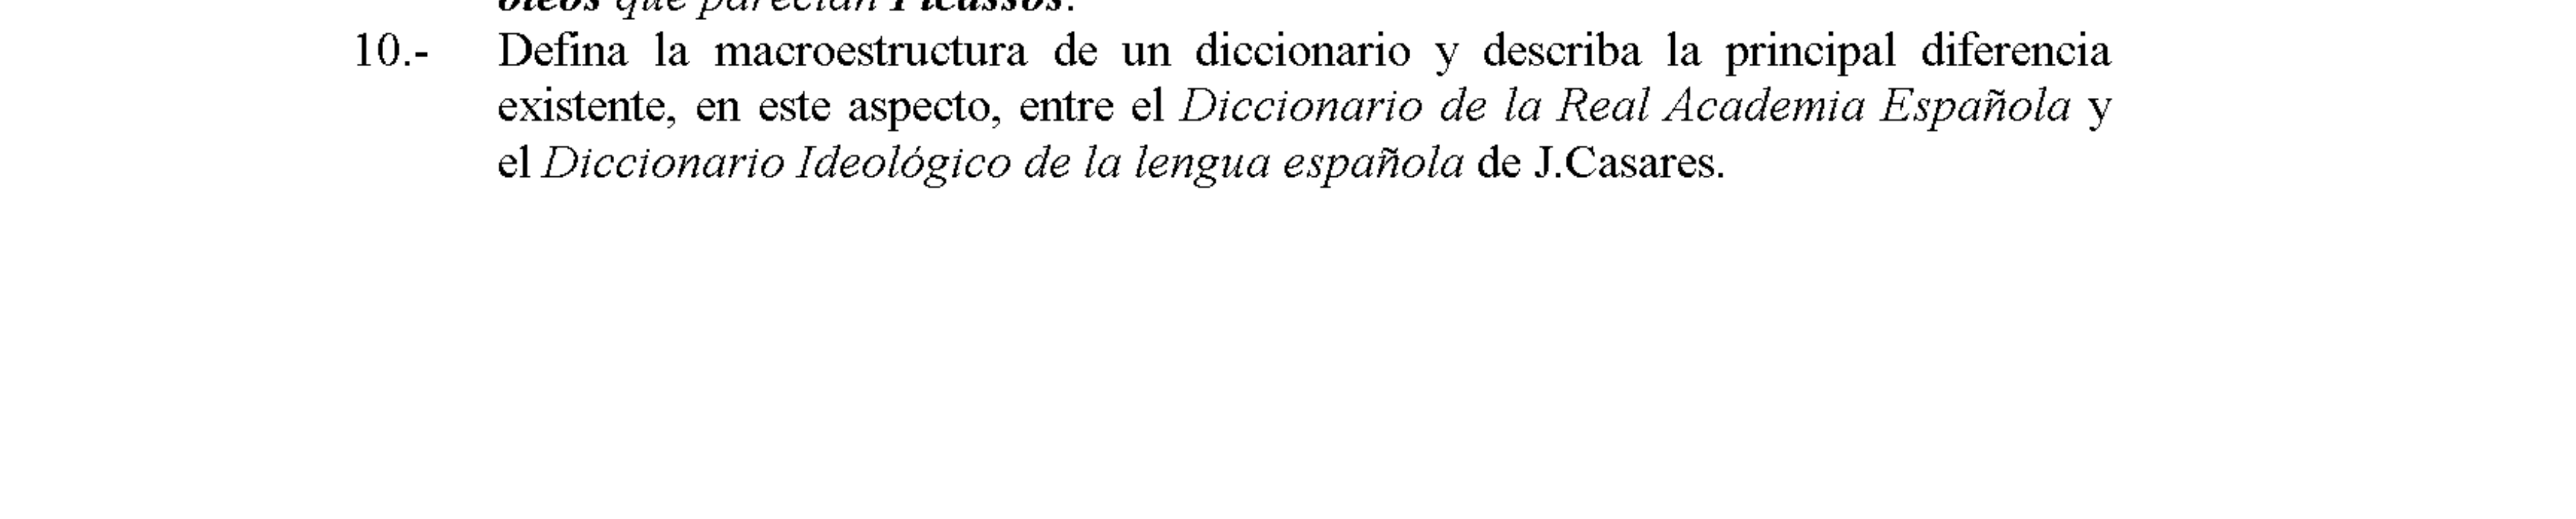 óleos que parecían Picassos.
10.- Defina la macroestructura de un diccionario y describa la principal diferencia
existente, en este aspecto, entre el Diccionario de la Real Academia Española y
el Diccionario Ideológico de la lengua española de J.Casares.